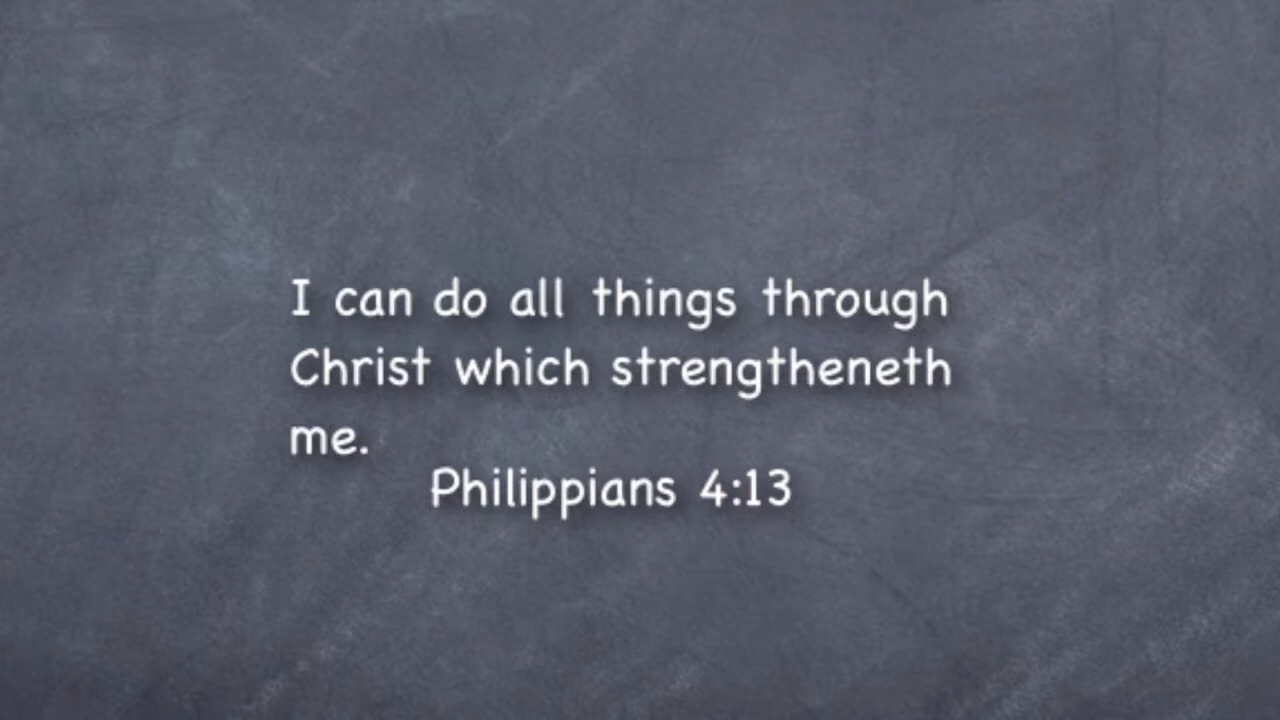 I can do all things through
Christ which strengtheneth
me.
Philippians 4:13